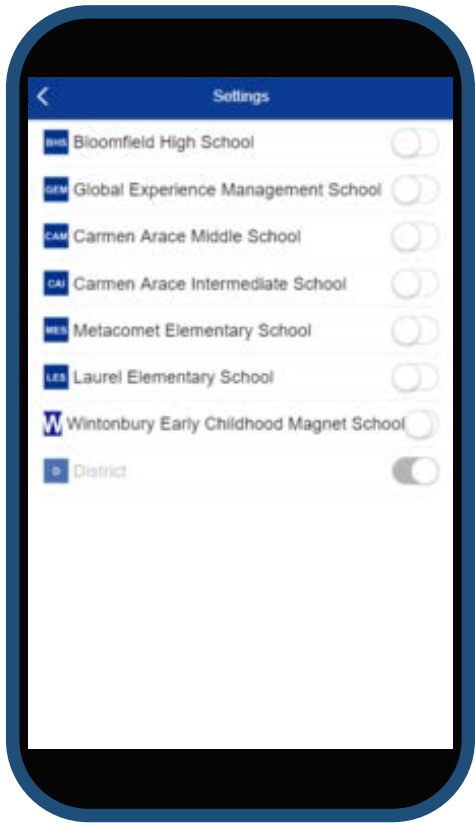 Settings
BHS Bloomfield High School
GEM Global Experience Management School
CAM Carmen Arace Middle School
CAI Carmen Arace Intermediate School
MES Metacomet Elementary School
LES Laurel Elementary School
W Wintonbury Early Childhood Magnet School
D District